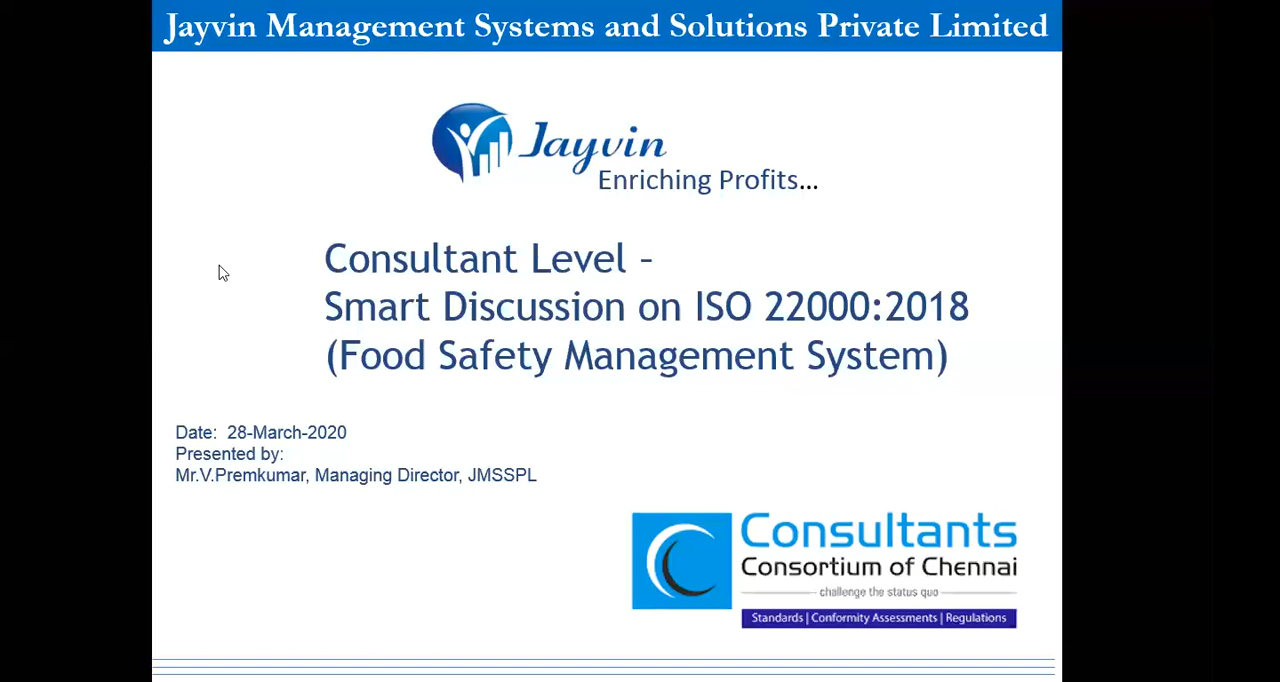 Jayvin Management Systems and Solutions Private Limited
Jayvin
Enriching Profits...
Consultant Level –
Smart Discussion on ISO 22000:2018
(Food Safety Management System)
Date:  28-March-2020
Presented by:
Mr.V.Premkumar, Managing Director, JMSSPL
Consultants
Consortium of Chennai
challenge the status quo
Standards | Conformity Assessments | Regulations